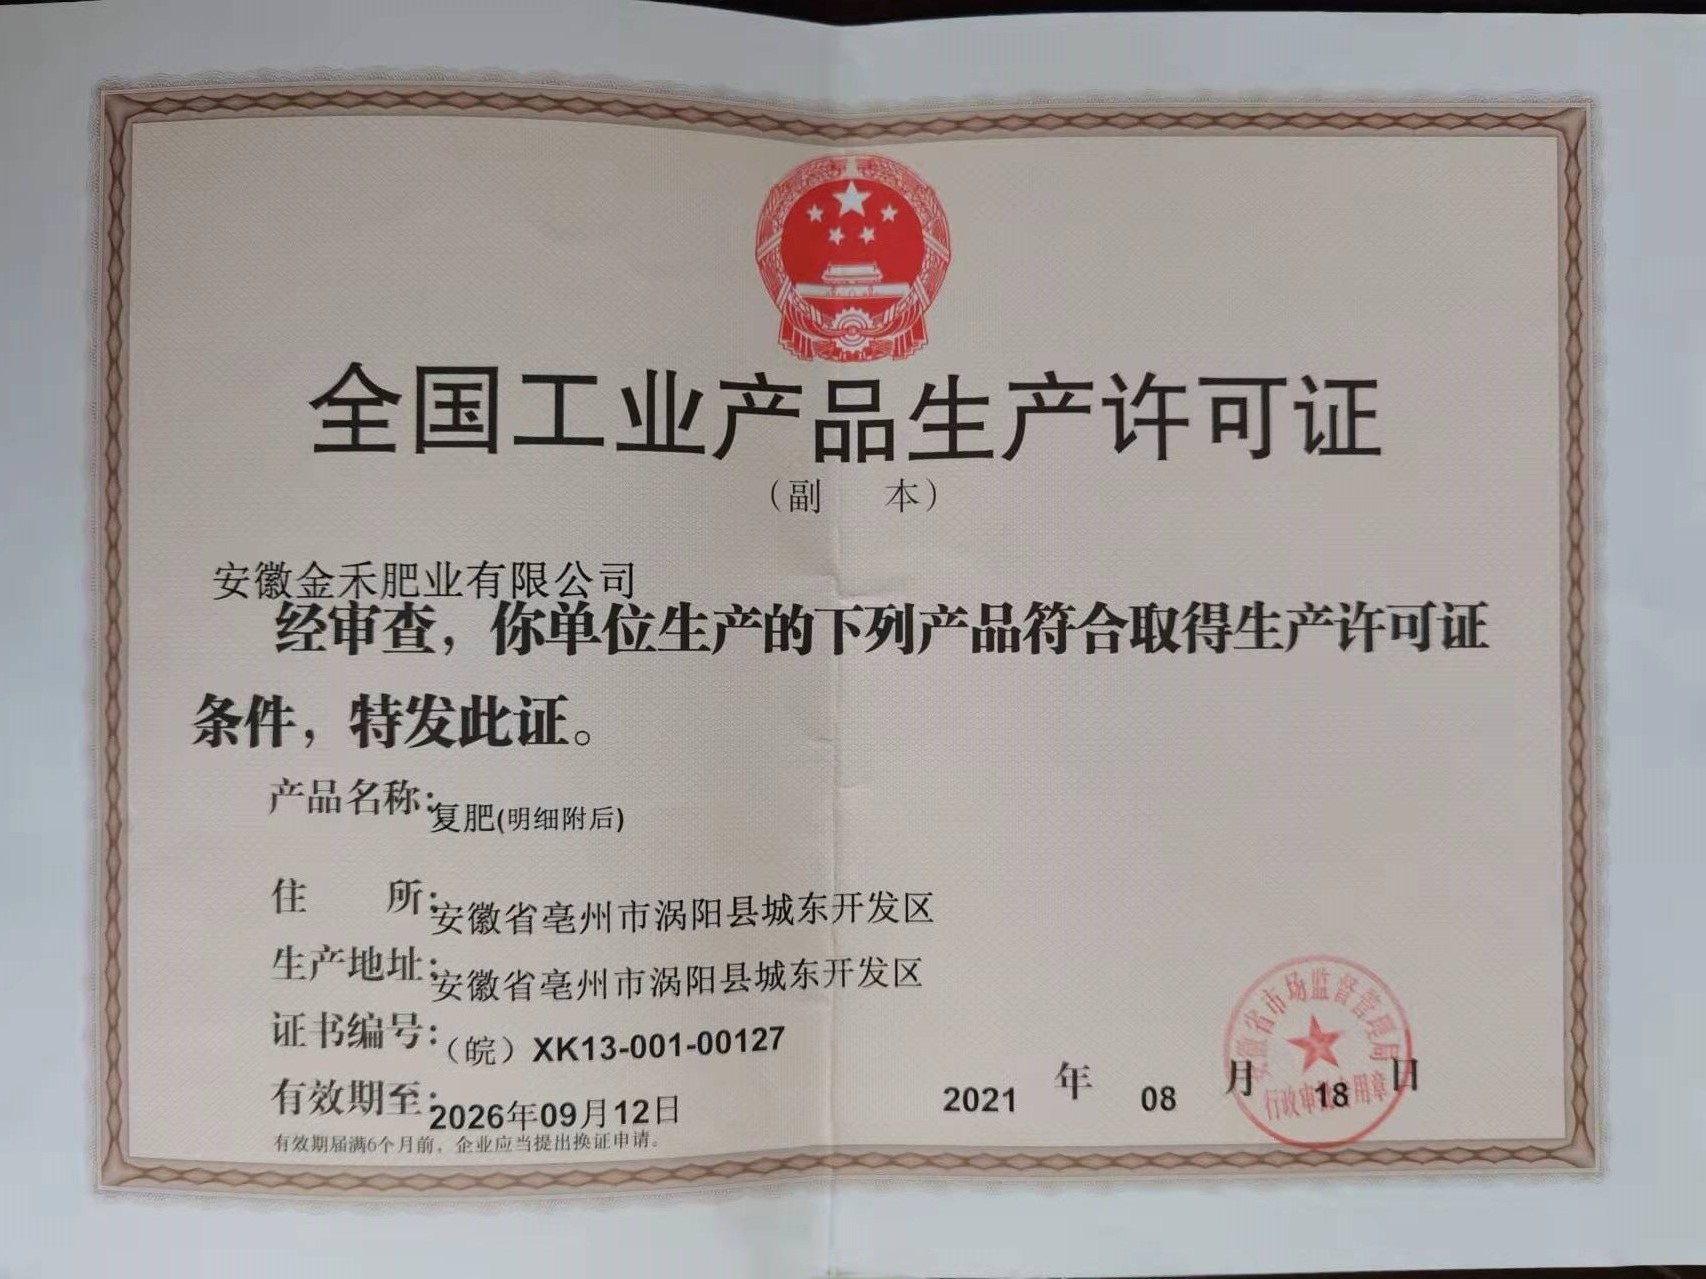 全国工业产品生产许可证
（副 本）
安徽金禾肥业有限公司
经审查，你单位生产的下列产品符合取得生产许可证
条件，特发此证。
产品名称：复肥(明细附后)
住 所：安徽省亳州市涡阳县城东开发区
生产地址：安徽省亳州市涡阳县城东开发区
证书编号：（皖）XK13-001-00127
有效期至：2026年09月12日
2021 年 08 月 18 日
有效期届满6个月前，企业应当提出换证申请。
安徽省市场监督管理局
行政审批专用章